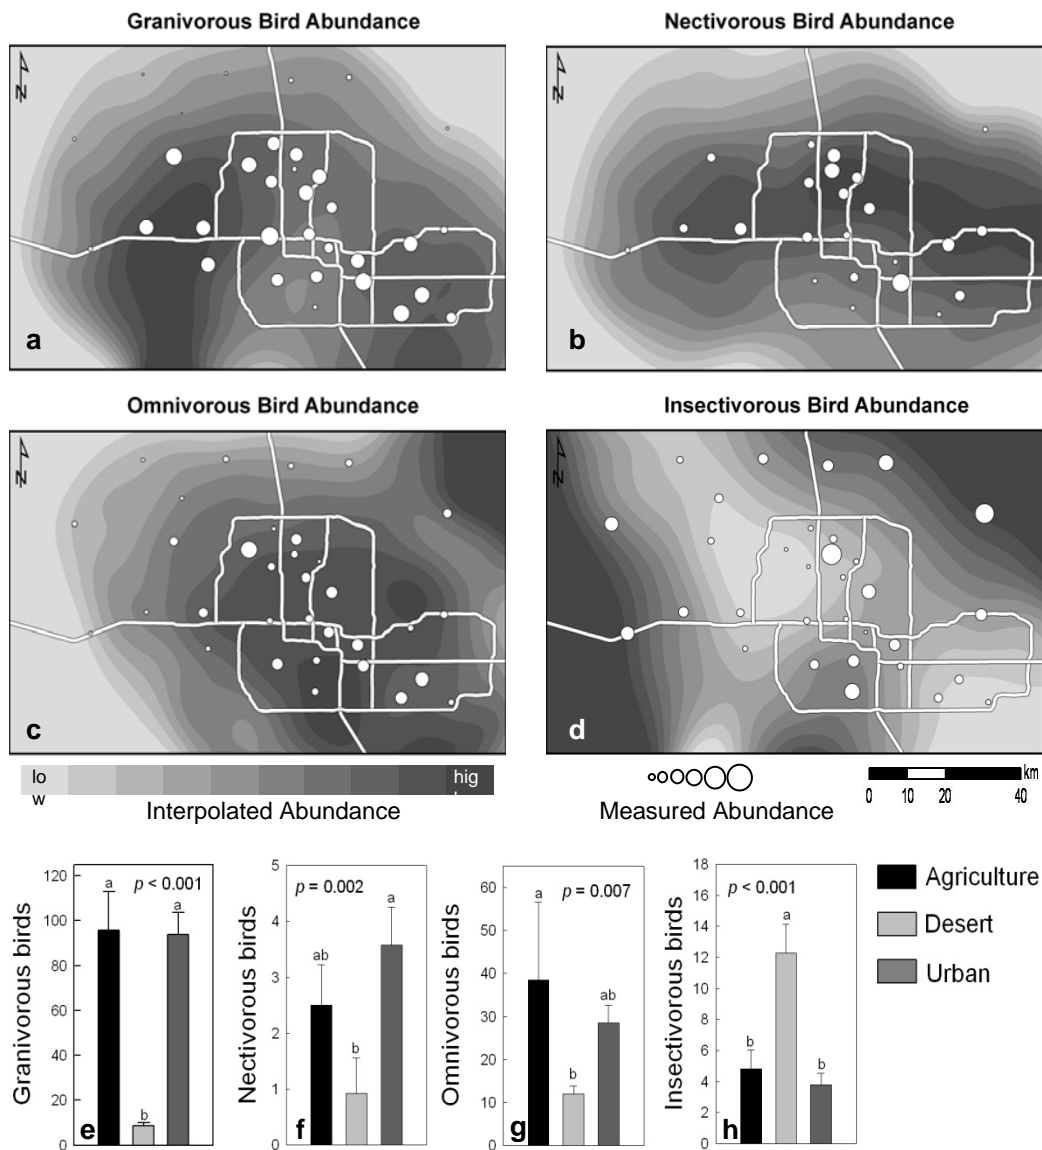 Granivorous Bird Abundance
Nectivorous Bird Abundance
N
a
N
b
Omnivorous Bird Abundance
Insectivorous Bird Abundance
N
c
N
d
lo
w
hig
Interpolated Abundance
Measured Abundance
km
0 10 20 40
Granivorous birds
120
100
80
60
40
20
0
a
b
a
p < 0.001
e
Nectivorous birds
5
4
3
2
1
0
p = 0.002
ab
b
a
f
Omnivorous birds
60
50
40
30
20
10
0
a
b
ab
p = 0.007
g
Insectivorous birds
18
16
14
12
10
8
6
4
2
0
p < 0.001
b
a
b
h
Agriculture
Desert
Urban